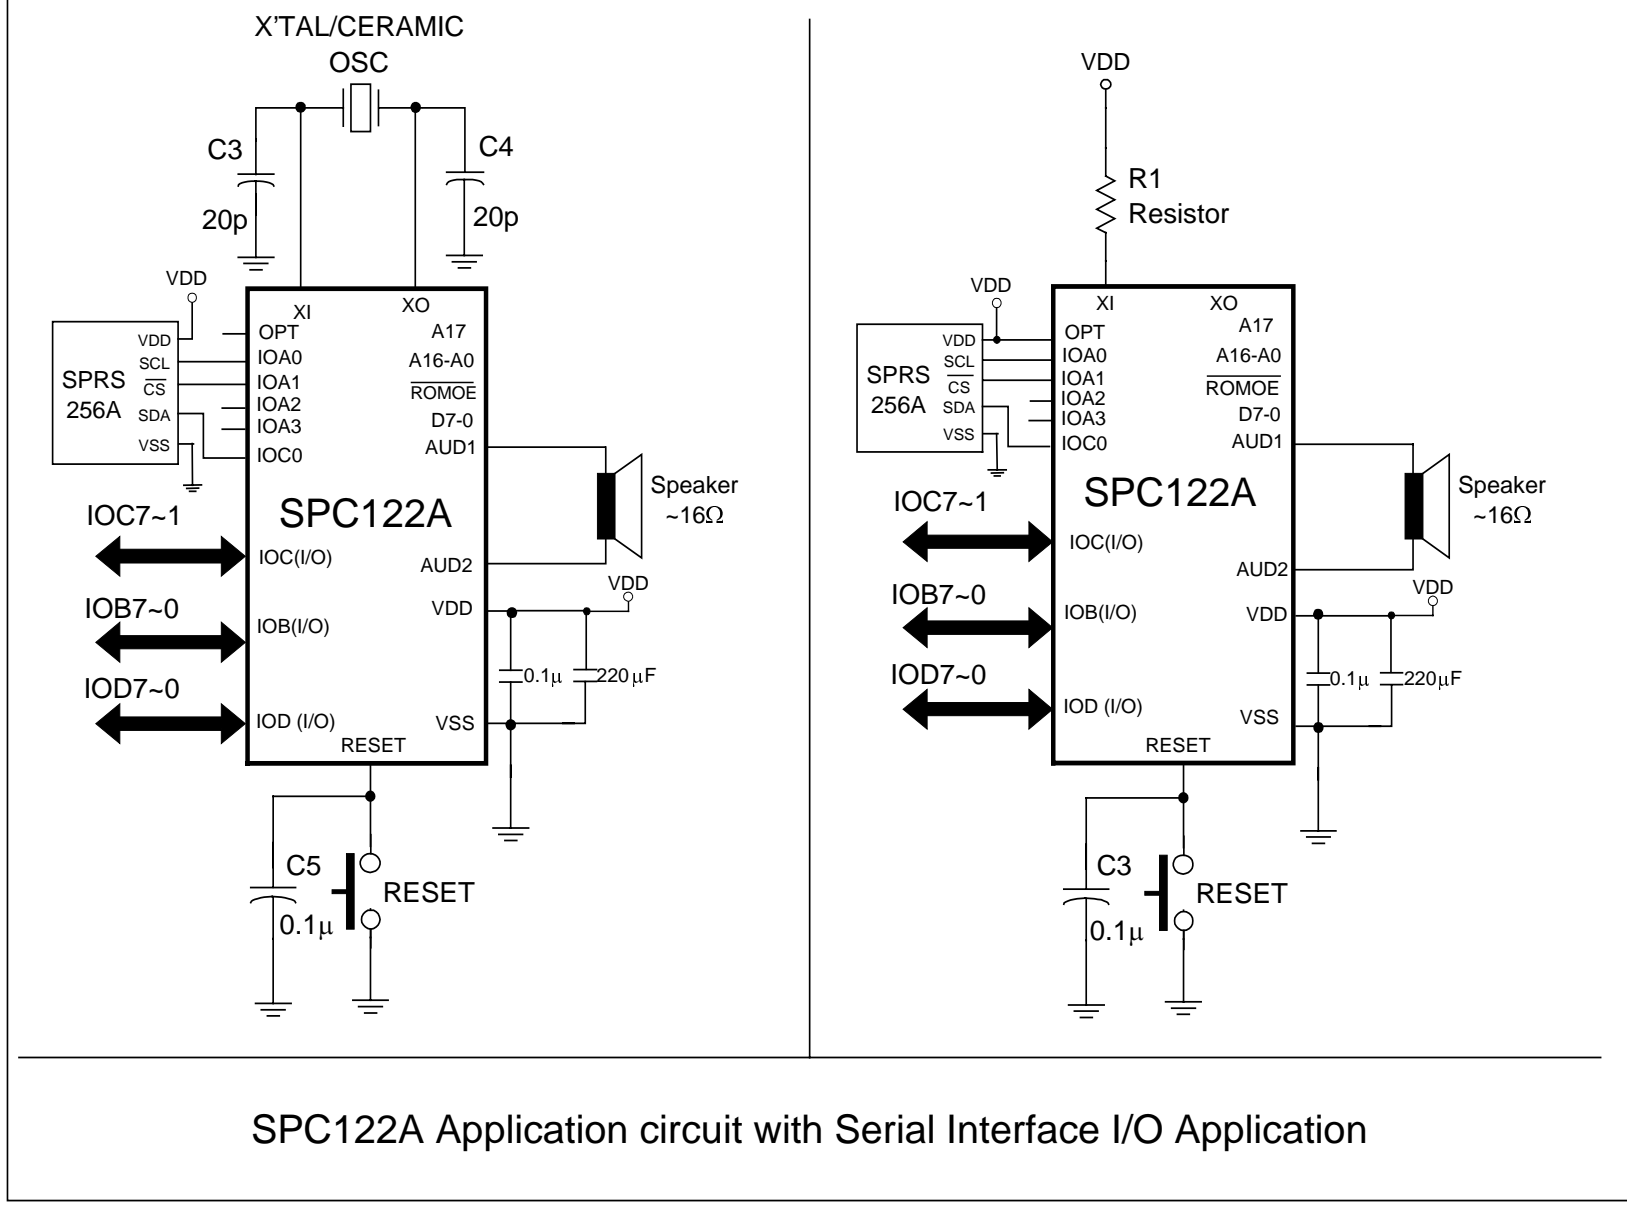 X'TAL/CERAMIC
OSC
C3
20p
C4
20p
VDD
SPRS
256A
VDD
SCL
CS
SDA
VSS
XI
XO
OPT
IOA0
IOA1
IOA2
IOA3
IOC0
A17
A16-A0
ROMOE
D7-0
AUD1
SPC122A
Speaker
~16Ω
IOC7~1
IOC(I/O)
AUD2
IOB7~0
IOB(I/O)
VDD
VDD
0.1μ
220μF
IOD7~0
IOD (I/O)
VSS
RESET
C5
0.1μ
RESET
VDD
R1
Resistor
VDD
SPRS
256A
VDD
SCL
CS
SDA
VSS
XI
XO
OPT
IOA0
IOA1
IOA2
IOA3
IOC0
A17
A16-A0
ROMOE
D7-0
AUD1
SPC122A
Speaker
~16Ω
IOC7~1
IOC(I/O)
AUD2
IOB7~0
IOB(I/O)
VDD
VDD
0.1μ
220μF
IOD7~0
IOD (I/O)
VSS
RESET
C3
0.1μ
RESET
SPC122A Application circuit with Serial Interface I/O Application